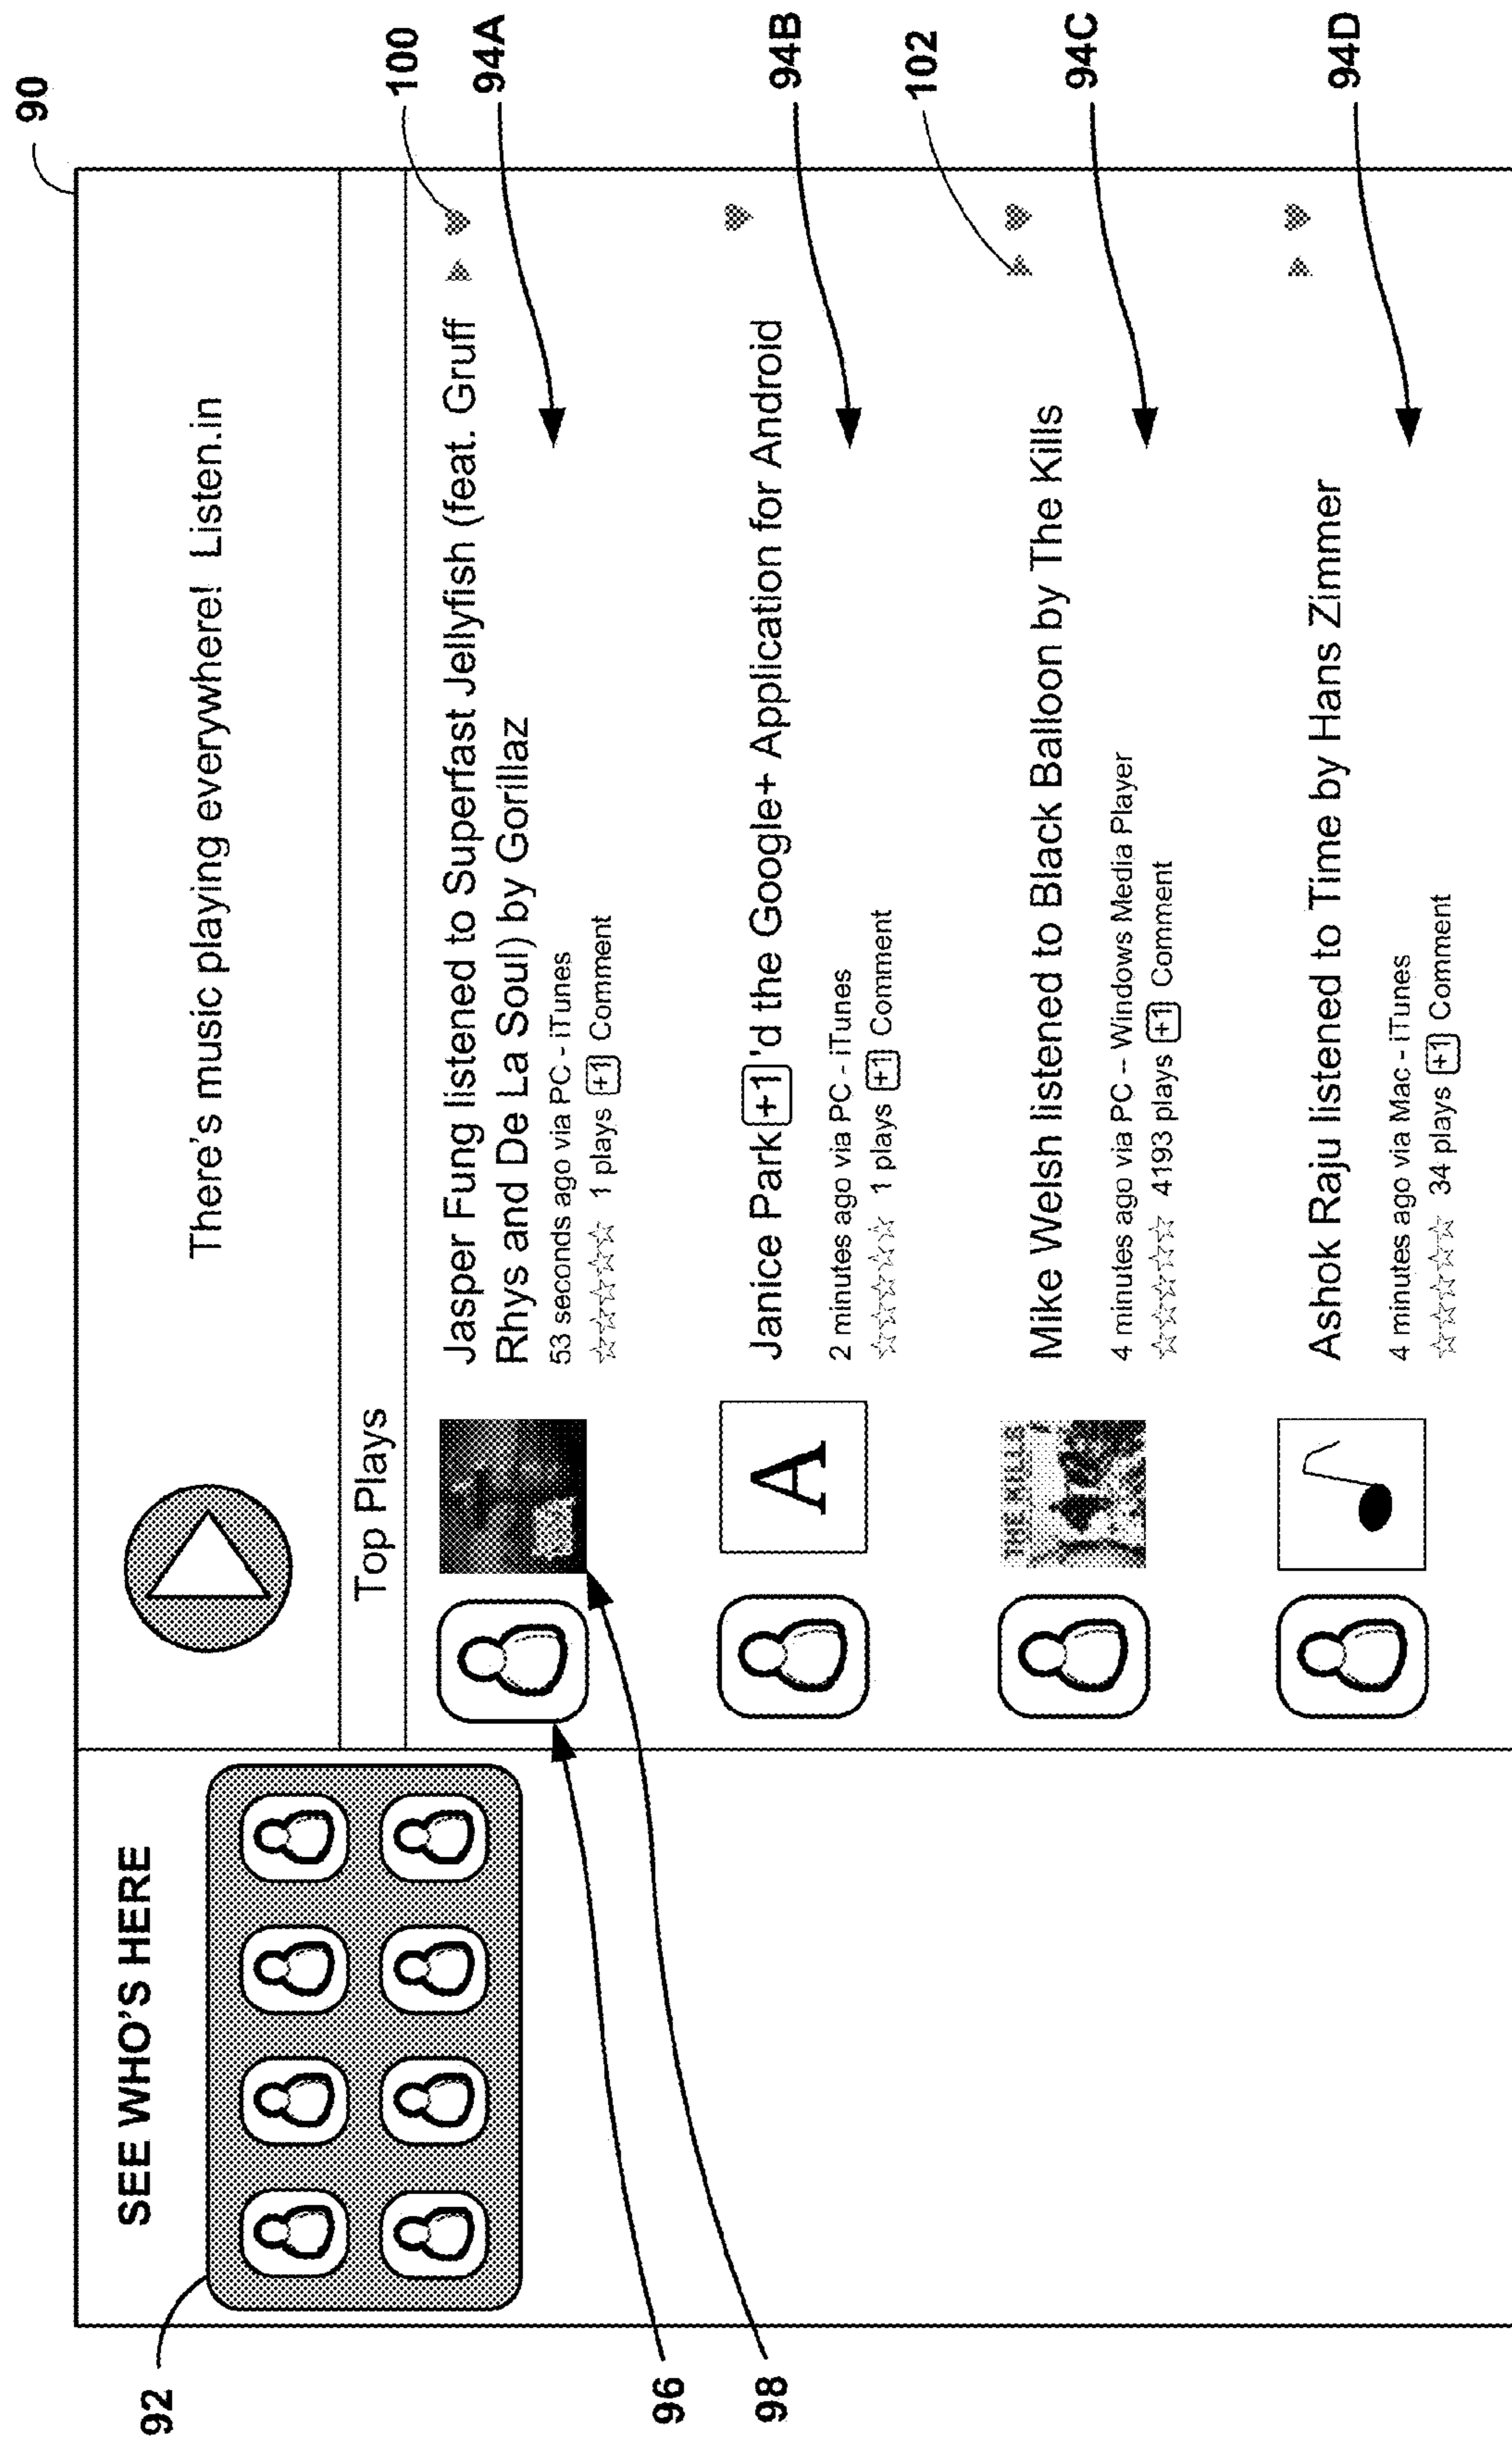 90
92
SEE WHO'S HERE
There's music playing everywhere! Listen.in
Top Plays
100
94A
Jasper Fung listened to Superfast Jellyfish (feat. Gruff
Rhys and De La Soul) by Gorillaz
53 seconds ago via PC - iTunes
☆☆☆☆☆ 1 plays +1 Comment
96
98
94B
A
Janice Park +1 'd the Google+ Application for Android
2 minutes ago via PC - iTunes
☆☆☆☆☆ 1 plays +1 Comment
102
94C
THE KILLS
Mike Welsh listened to Black Balloon by The Kills
4 minutes ago via PC -- Windows Media Player
☆☆☆☆☆ 4193 plays +1 Comment
94D
Ashok Raju listened to Time by Hans Zimmer
4 minutes ago via Mac - iTunes
☆☆☆☆☆ 34 plays +1 Comment